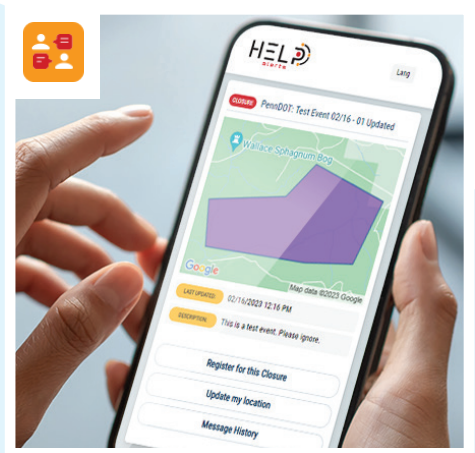 HELP
alerts
Lang
CLOSURE PennDOT: Test Event 02/16 - 01 Updated
Wallace Sphagnum Bog
Google
Map data ©2023 Google
LAST UPDATED 02/16/2023 12:16 PM
DESCRIPTION This is a test event. Please ignore.
Register for this Closure
Update my location
Message History